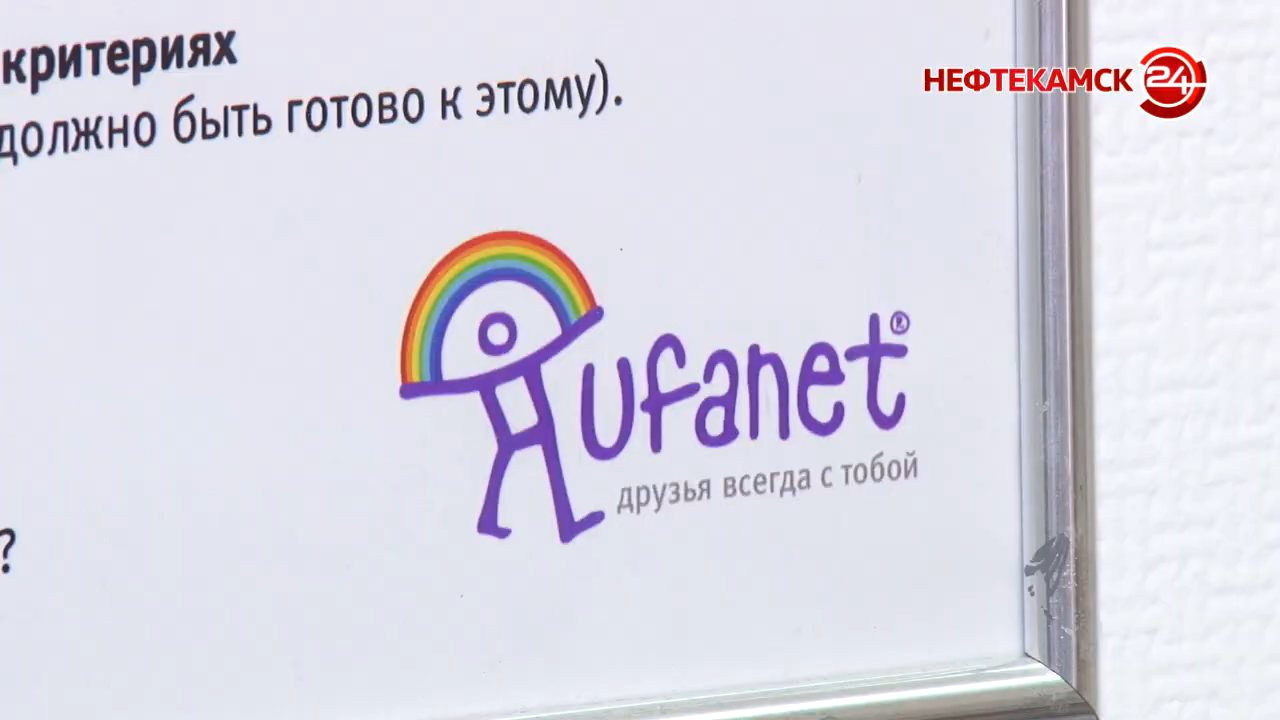 критериях
НЕФТЕКАМСК 24
должно быть готово к этому).
ufanet®
друзья всегда с тобой
?